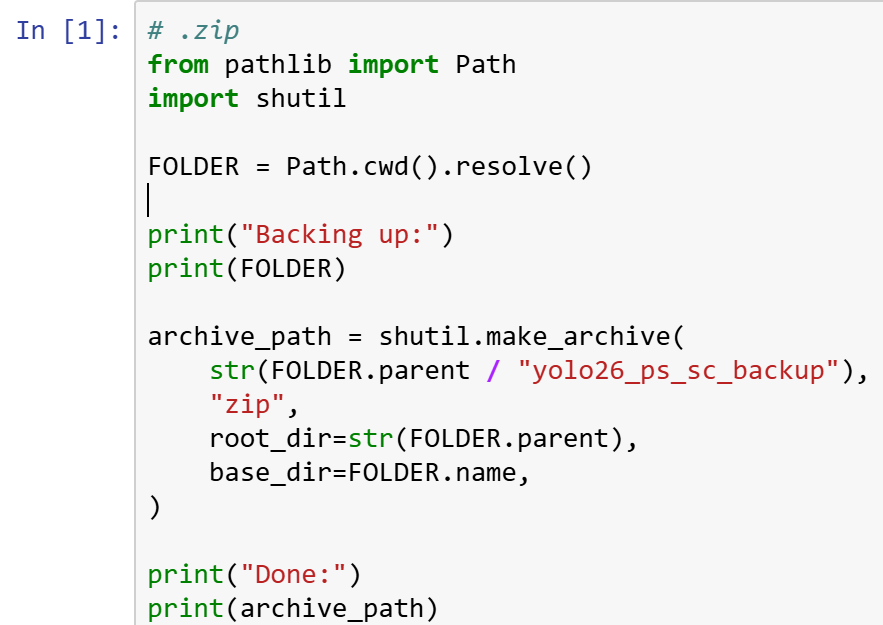 In [1]:
# .zip
from pathlib import Path
import shutil
FOLDER = Path.cwd().resolve()
print("Backing up:")
print(FOLDER)
archive_path = shutil.make_archive(
    str(FOLDER.parent / "yolo26_ps_sc_backup"),
    "zip",
    root_dir=str(FOLDER.parent),
    base_dir=FOLDER.name,
)
print("Done:")
print(archive_path)